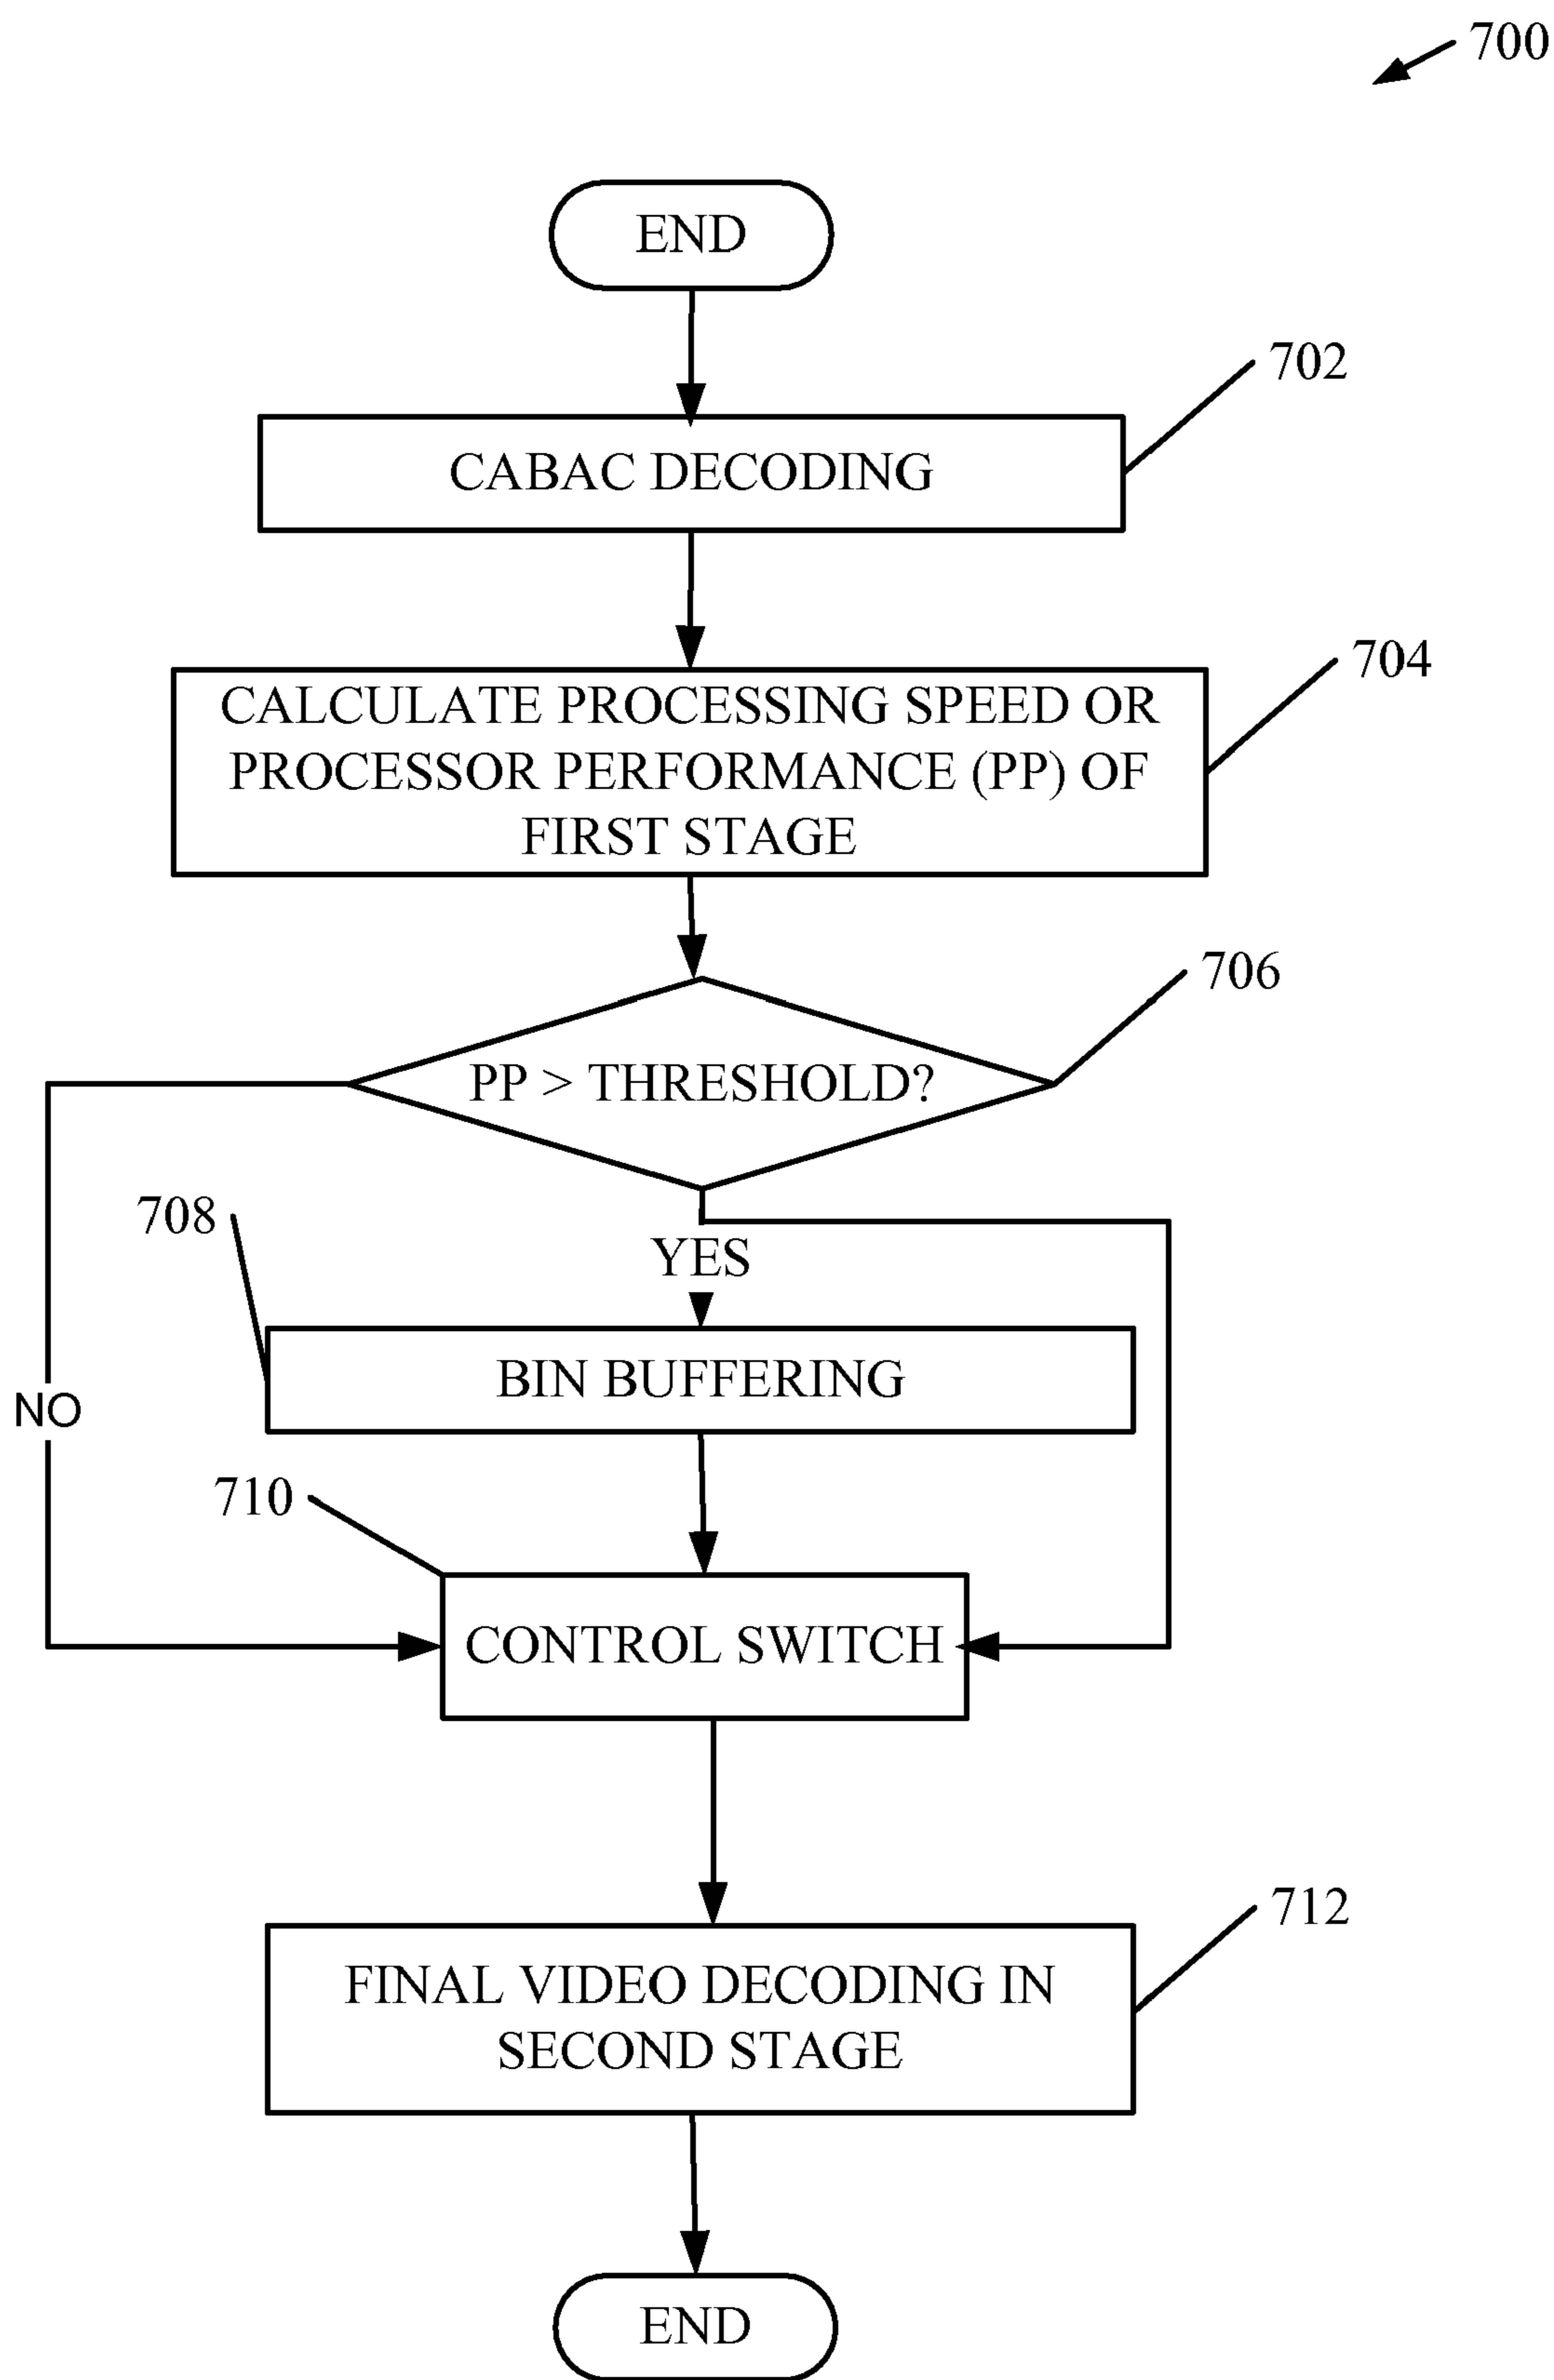 700
END
702
CABAC DECODING
704
CALCULATE PROCESSING SPEED OR
PROCESSOR PERFORMANCE (PP) OF
FIRST STAGE
706
PP > THRESHOLD?
708
YES
BIN BUFFERING
NO
710
CONTROL SWITCH
712
FINAL VIDEO DECODING IN
SECOND STAGE
END